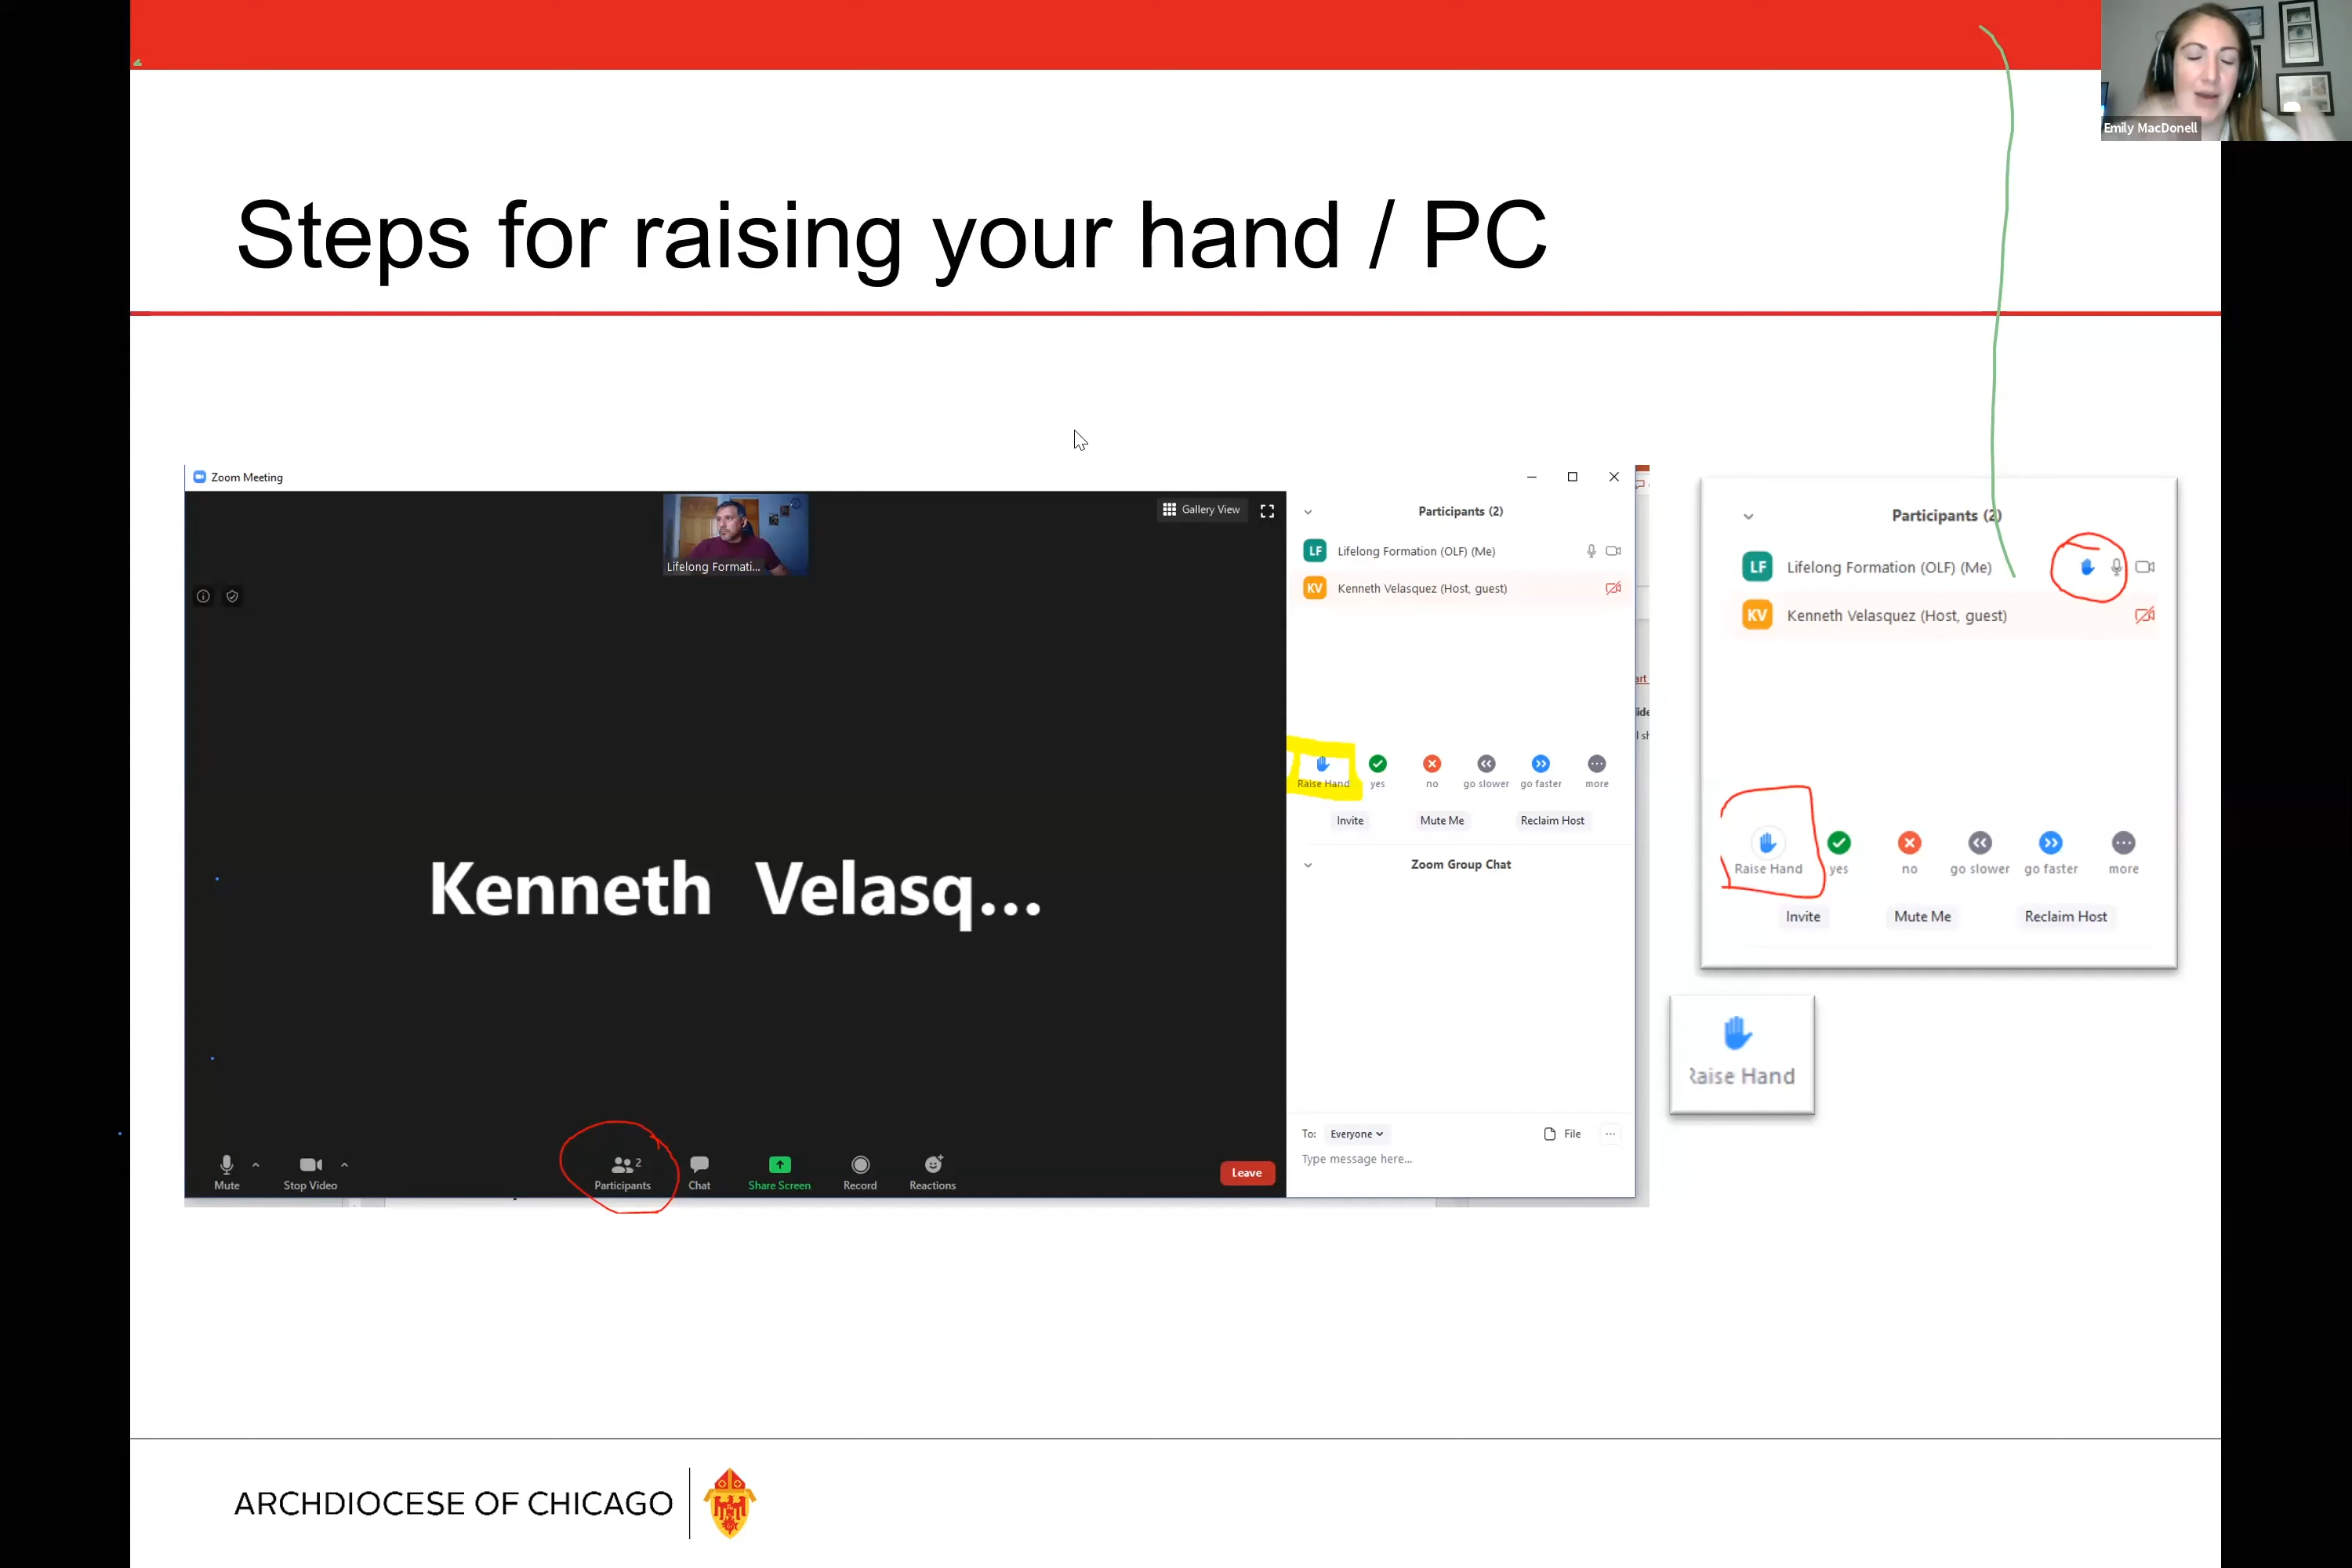 Emily MacDonell
Steps for raising your hand / PC
Zoom Meeting
Gallery View
Lifelong Formati...
Kenneth Velasq...
Mute
Stop Video
2
Participants
Chat
Share Screen
Record
Reactions
Leave
Participants (2)
LF Lifelong Formation (OLF) (Me)
KV Kenneth Velasquez (Host, guest)
Raise Hand yes no go slower go faster more
Invite Mute Me Reclaim Host
Zoom Group Chat
To: Everyone File
Type message here...
Participants (2)
LF Lifelong Formation (OLF) (Me)
KV Kenneth Velasquez (Host, guest)
Raise Hand yes no go slower go faster more
Invite Mute Me Reclaim Host
Raise Hand
ARCHDIOCESE OF CHICAGO